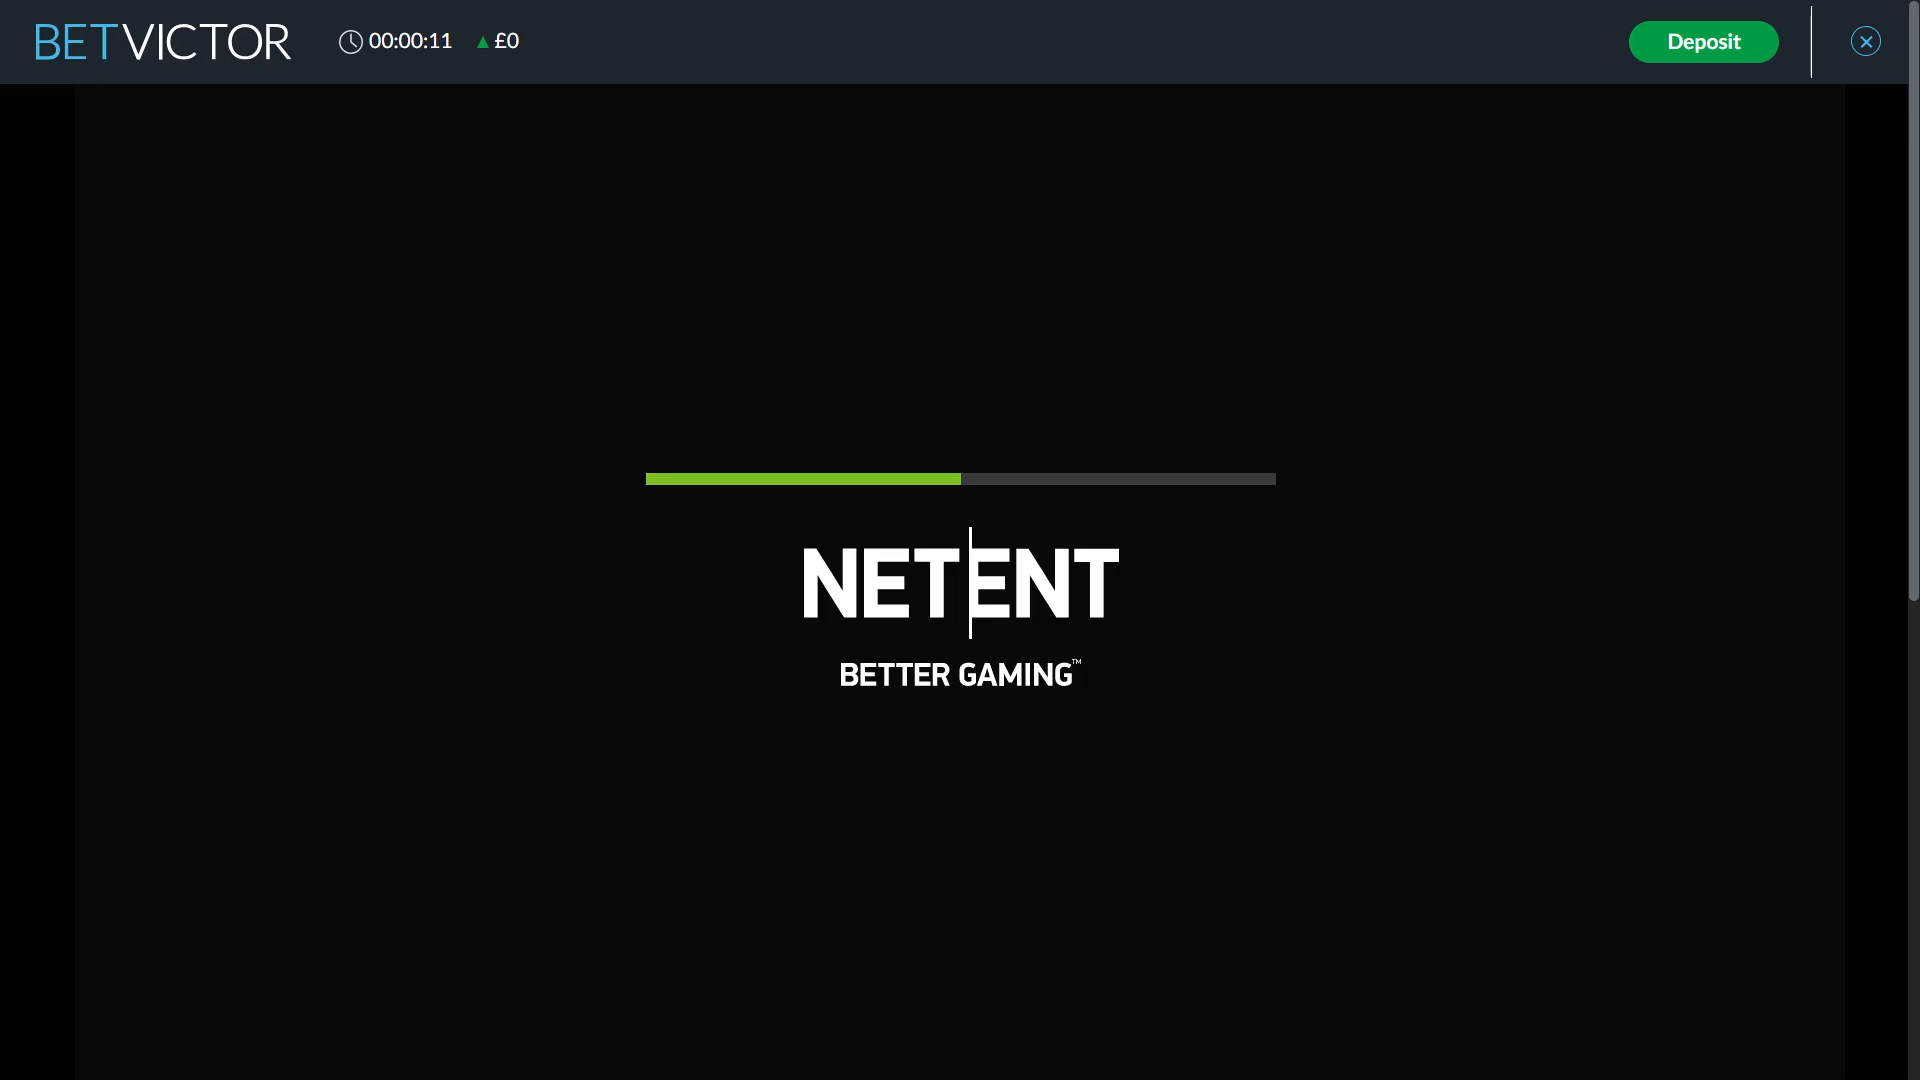 BETVICTOR 00:00:11 ▲£0 Deposit
NETENT
BETTER GAMING™